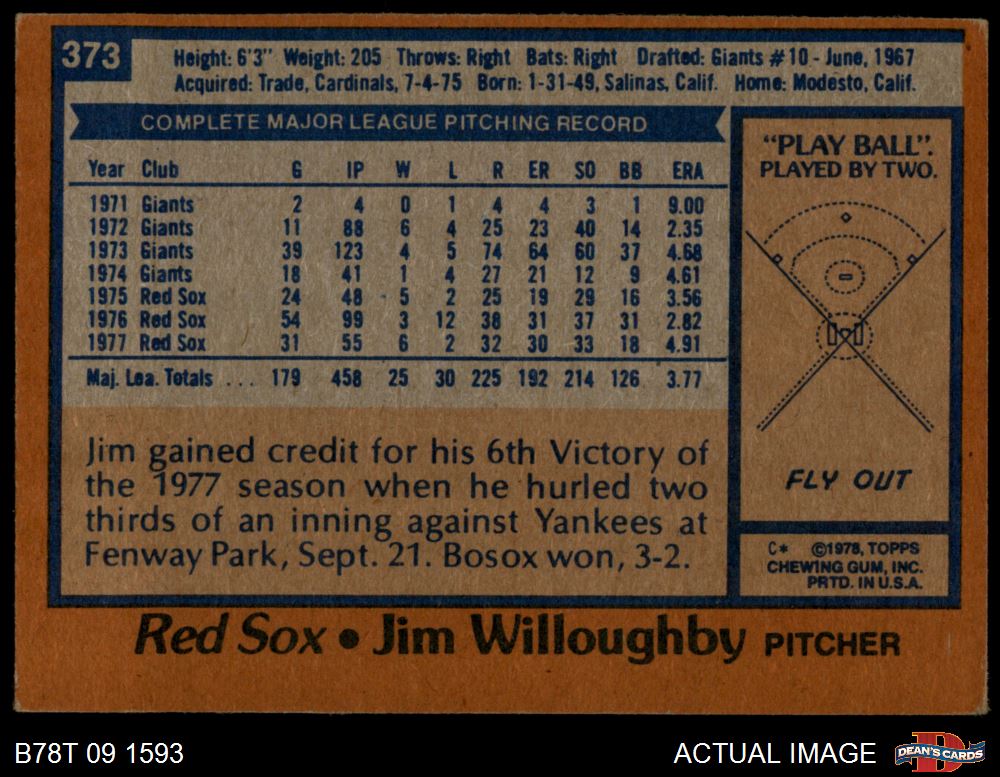 373
Height: 6'3" Weight: 205 Throws: Right Bats: Right Drafted: Giants #10 - June, 1967
Acquired: Trade, Cardinals, 7-4-75 Born: 1-31-49, Salinas, Calif. Home: Modesto, Calif.
COMPLETE MAJOR LEAGUE PITCHING RECORD
Year Club G IP W L R ER SO BB ERA
1971 Giants 2 4 0 1 4 4 3 1 9.00
1972 Giants 11 88 6 4 25 23 40 14 2.35
1973 Giants 39 123 4 5 74 64 60 37 4.68
1974 Giants 18 41 1 4 27 21 12 9 4.61
1975 Red Sox 24 48 5 2 25 19 29 16 3.56
1976 Red Sox 54 99 3 12 38 31 37 31 2.82
1977 Red Sox 31 55 6 2 32 30 33 18 4.91
Maj. Lea. Totals ... 179 458 25 30 225 192 214 126 3.77
Jim gained credit for his 6th Victory of
the 1977 season when he hurled two
thirds of an inning against Yankees at
Fenway Park, Sept. 21. Bosox won, 3-2.
"PLAY BALL".
PLAYED BY TWO.
FLY OUT
C* ©1978, TOPPS
CHEWING GUM, INC.
PRTD. IN U.S.A.
Red Sox • Jim Willoughby PITCHER
B78T 09 1593
ACTUAL IMAGE
D
DEAN'S CARDS